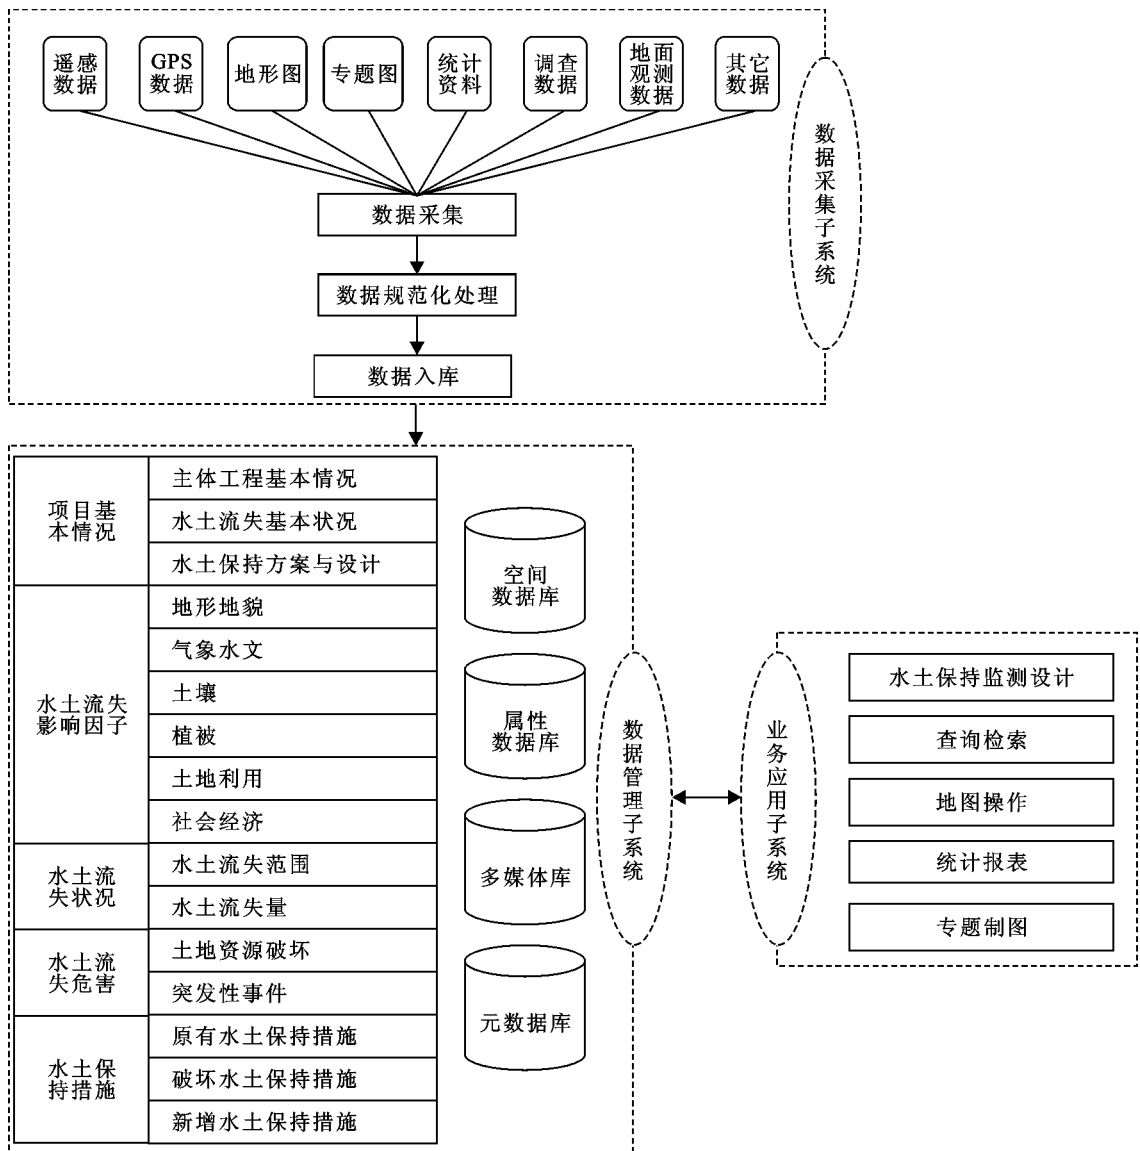 遥感
数据
GPS
数据
地形图
专题图
统计
资料
调查
数据
地面
观测
数据
其它
数据
数据采集子系统
数据采集
数据规范化处理
数据入库
项目基
本情况
主体工程基本情况
水土流失基本状况
水土保持方案与设计
水土流失
影响因子
地形地貌
气象水文
土壤
植被
土地利用
社会经济
水土流
失状况
水土流失范围
水土流失量
水土流
失危害
土地资源破坏
突发性事件
水土保
持措施
原有水土保持措施
破坏水土保持措施
新增水土保持措施
空间
数据库
属性
数据库
多媒体库
元数据库
数据管理子系统
业务应用子系统
水土保持监测设计
查询检索
地图操作
统计报表
专题制图